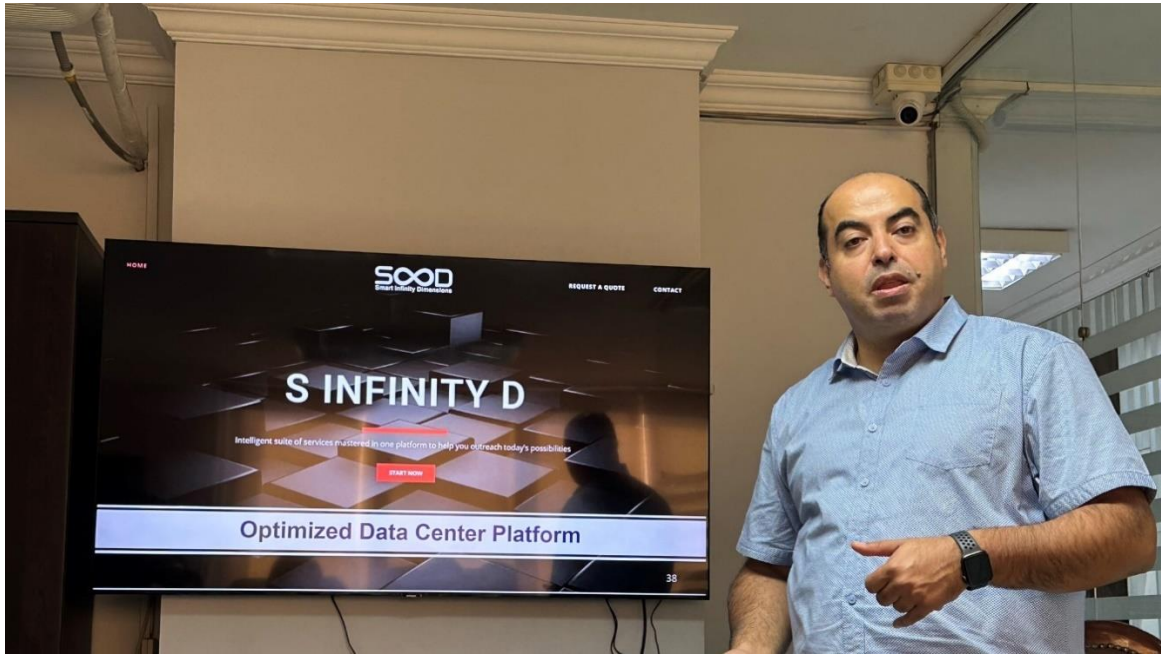 HOME
S∞D
Smart Infinity Dimensions
REQUEST A QUOTE
CONTACT
S INFINITY D
Intelligent suite of services mastered in one platform to help you outreach today's possibilities
START NOW
Optimized Data Center Platform
38